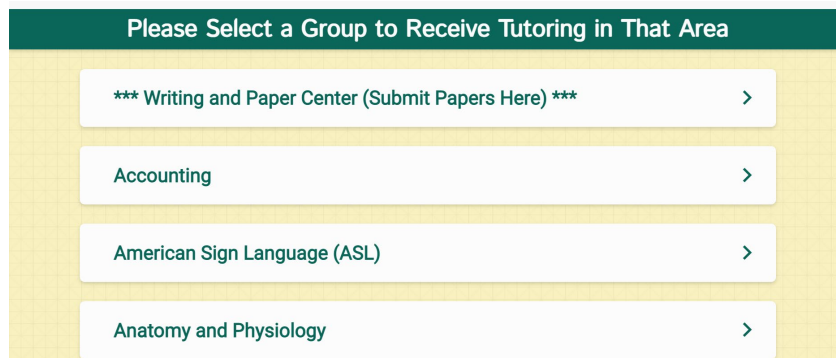 Please Select a Group to Receive Tutoring in That Area
*** Writing and Paper Center (Submit Papers Here) ***
Accounting
American Sign Language (ASL)
Anatomy and Physiology